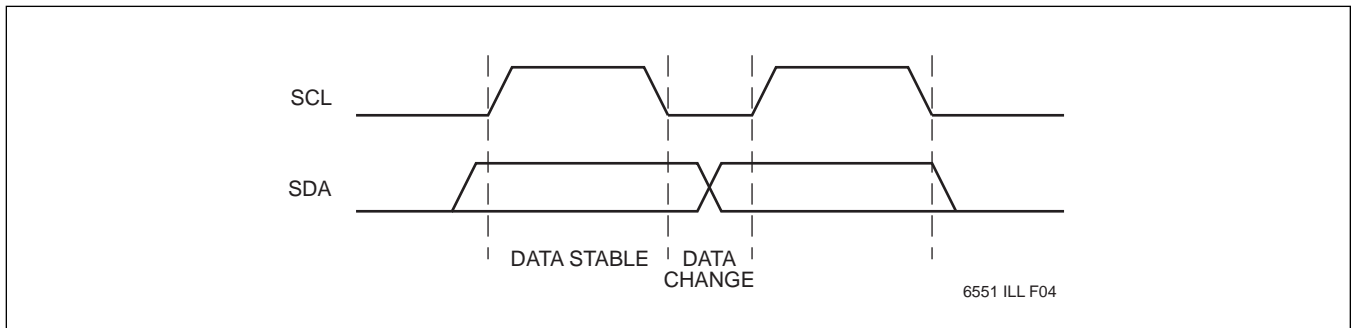 SCL
SDA
DATA STABLE
DATA
CHANGE
6551 ILL F04